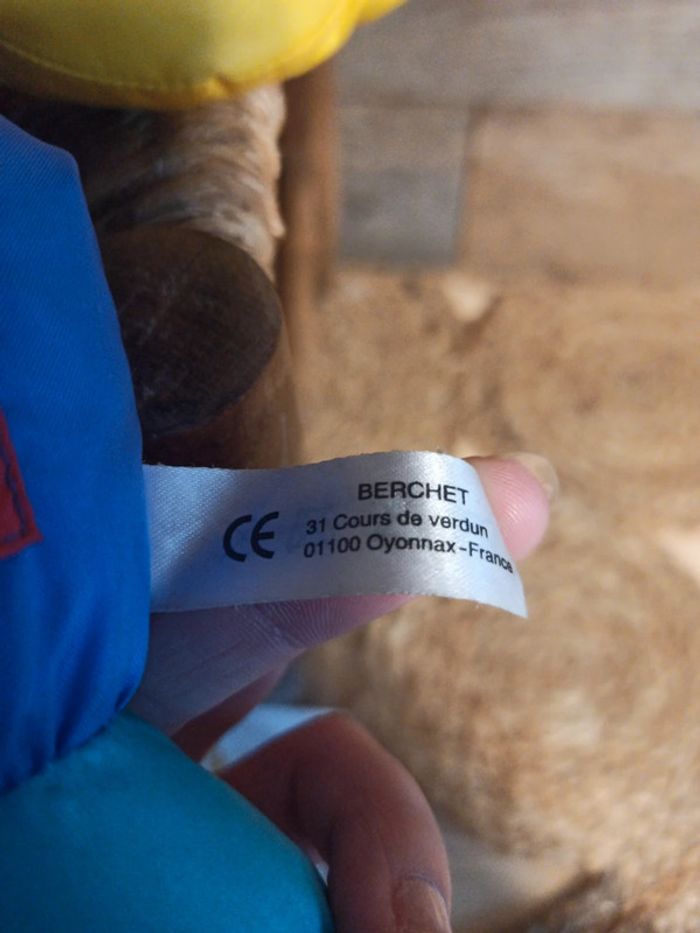 BERCHET
CE 31 Cours de verdun
01100 Oyonnax-France